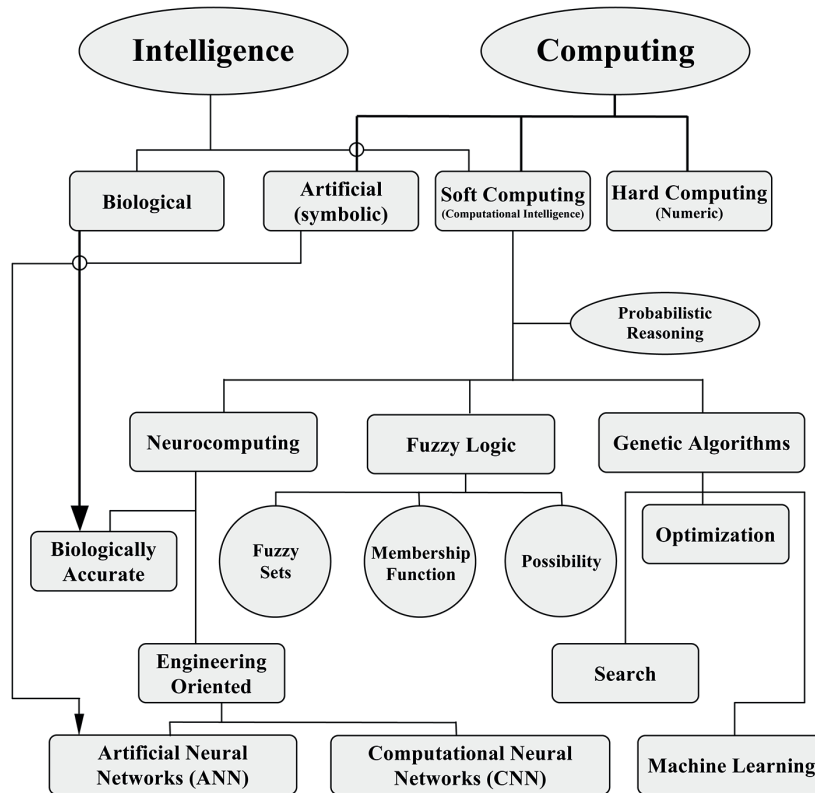 Intelligence
Computing
Biological
Artificial
(symbolic)
Soft Computing
(Computational Intelligence)
Hard Computing
(Numeric)
Probabilistic
Reasoning
Neurocomputing
Fuzzy Logic
Genetic Algorithms
Biologically
Accurate
Fuzzy
Sets
Membership
Function
Possibility
Optimization
Engineering
Oriented
Search
Artificial Neural
Networks (ANN)
Computational Neural
Networks (CNN)
Machine Learning